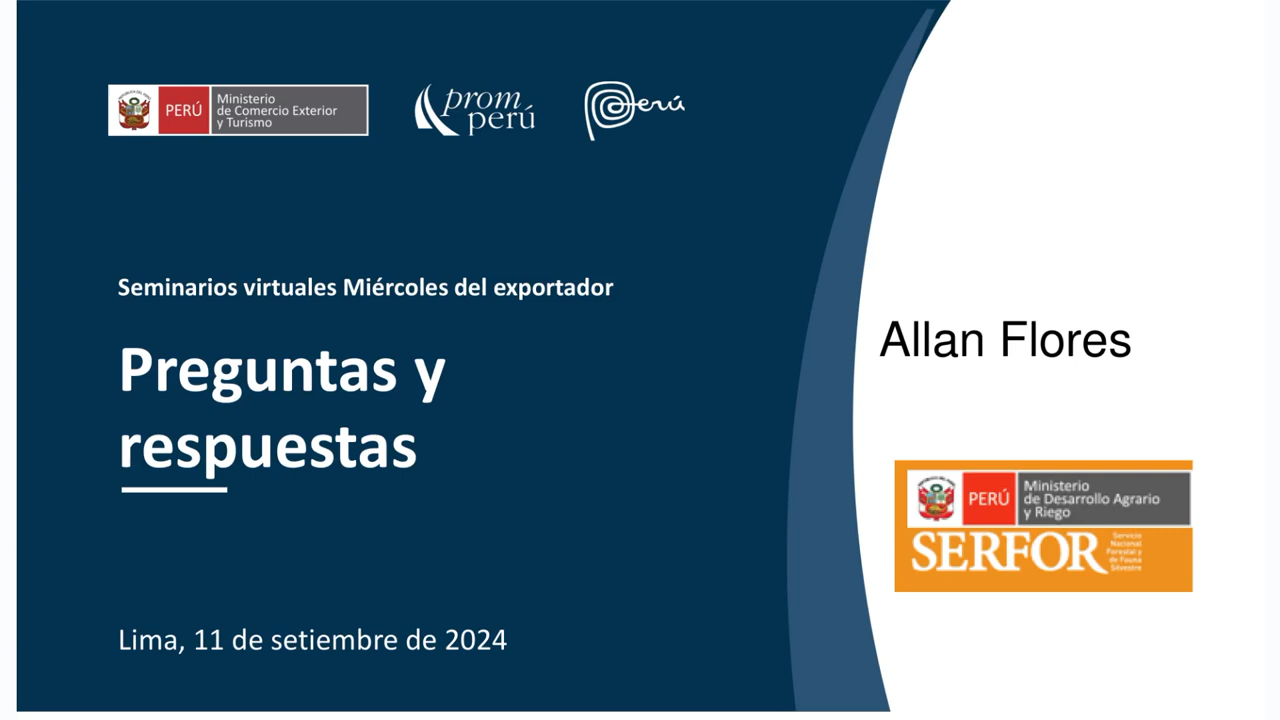 PERÚ
Ministerio
de Comercio Exterior
y Turismo
prom
perú
Perú
Seminarios virtuales Miércoles del exportador
Preguntas y
respuestas
Lima, 11 de setiembre de 2024
Allan Flores
PERÚ
Ministerio
de Desarrollo Agrario
y Riego
SERFOR
Servicio
Nacional
Forestal y
de Fauna
Silvestre